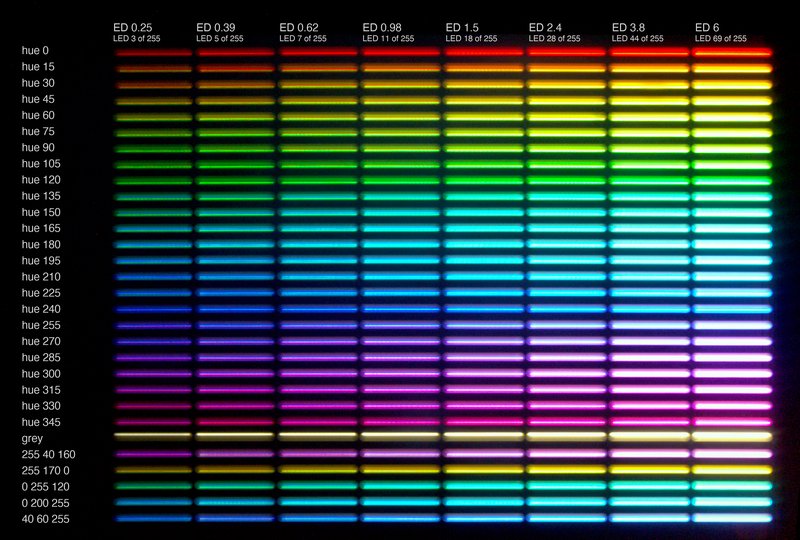 ED 0.25 ED 0.39 ED 0.62 ED 0.98 ED 1.5 ED 2.4 ED 3.8 ED 6
LED 3 of 255 LED 5 of 255 LED 7 of 255 LED 11 of 255 LED 18 of 255 LED 28 of 255 LED 44 of 255 LED 69 of 255
hue 0
hue 15
hue 30
hue 45
hue 60
hue 75
hue 90
hue 105
hue 120
hue 135
hue 150
hue 165
hue 180
hue 195
hue 210
hue 225
hue 240
hue 255
hue 270
hue 285
hue 300
hue 315
hue 330
hue 345
grey
255 40 160
255 170 0
0 255 120
0 200 255
40 60 255